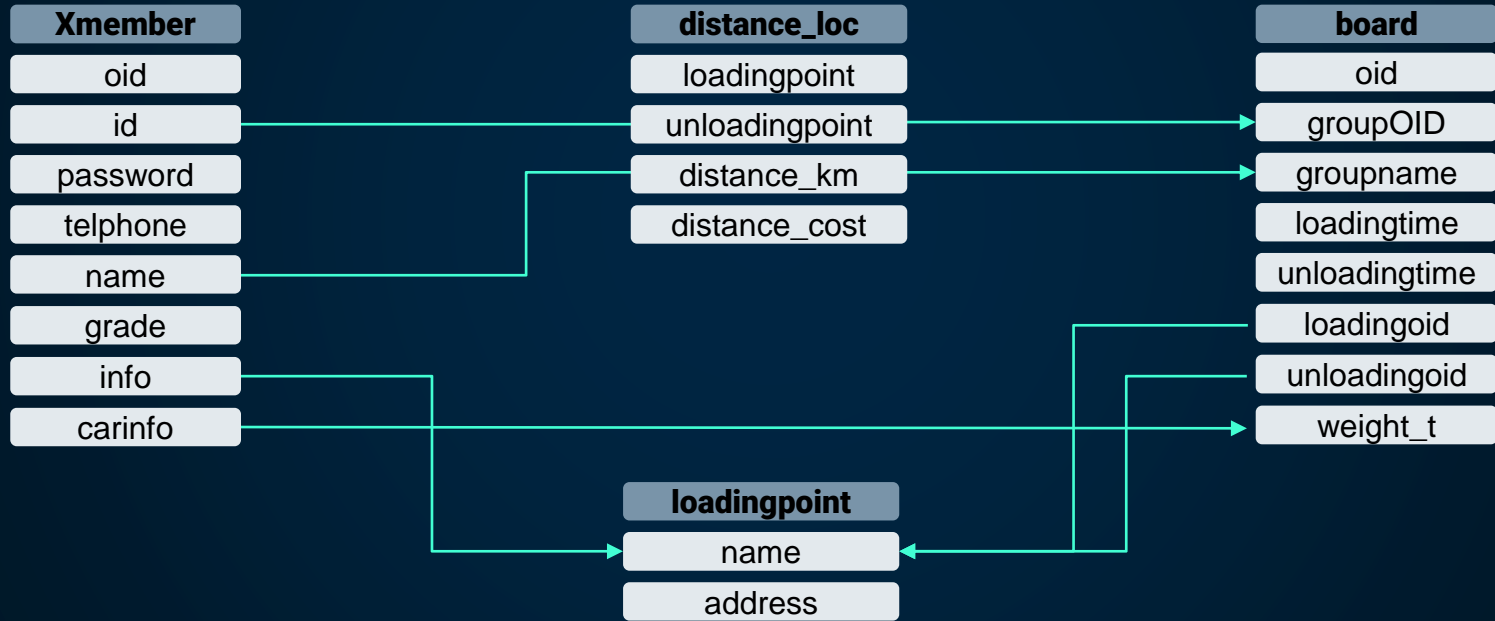 Xmember
oid
id
password
telphone
name
grade
info
carinfo
distance_loc
loadingpoint
unloadingpoint
distance_km
distance_cost
loadingpoint
name
address
board
oid
groupOID
groupname
loadingtime
unloadingtime
loadingoid
unloadingoid
weight_t